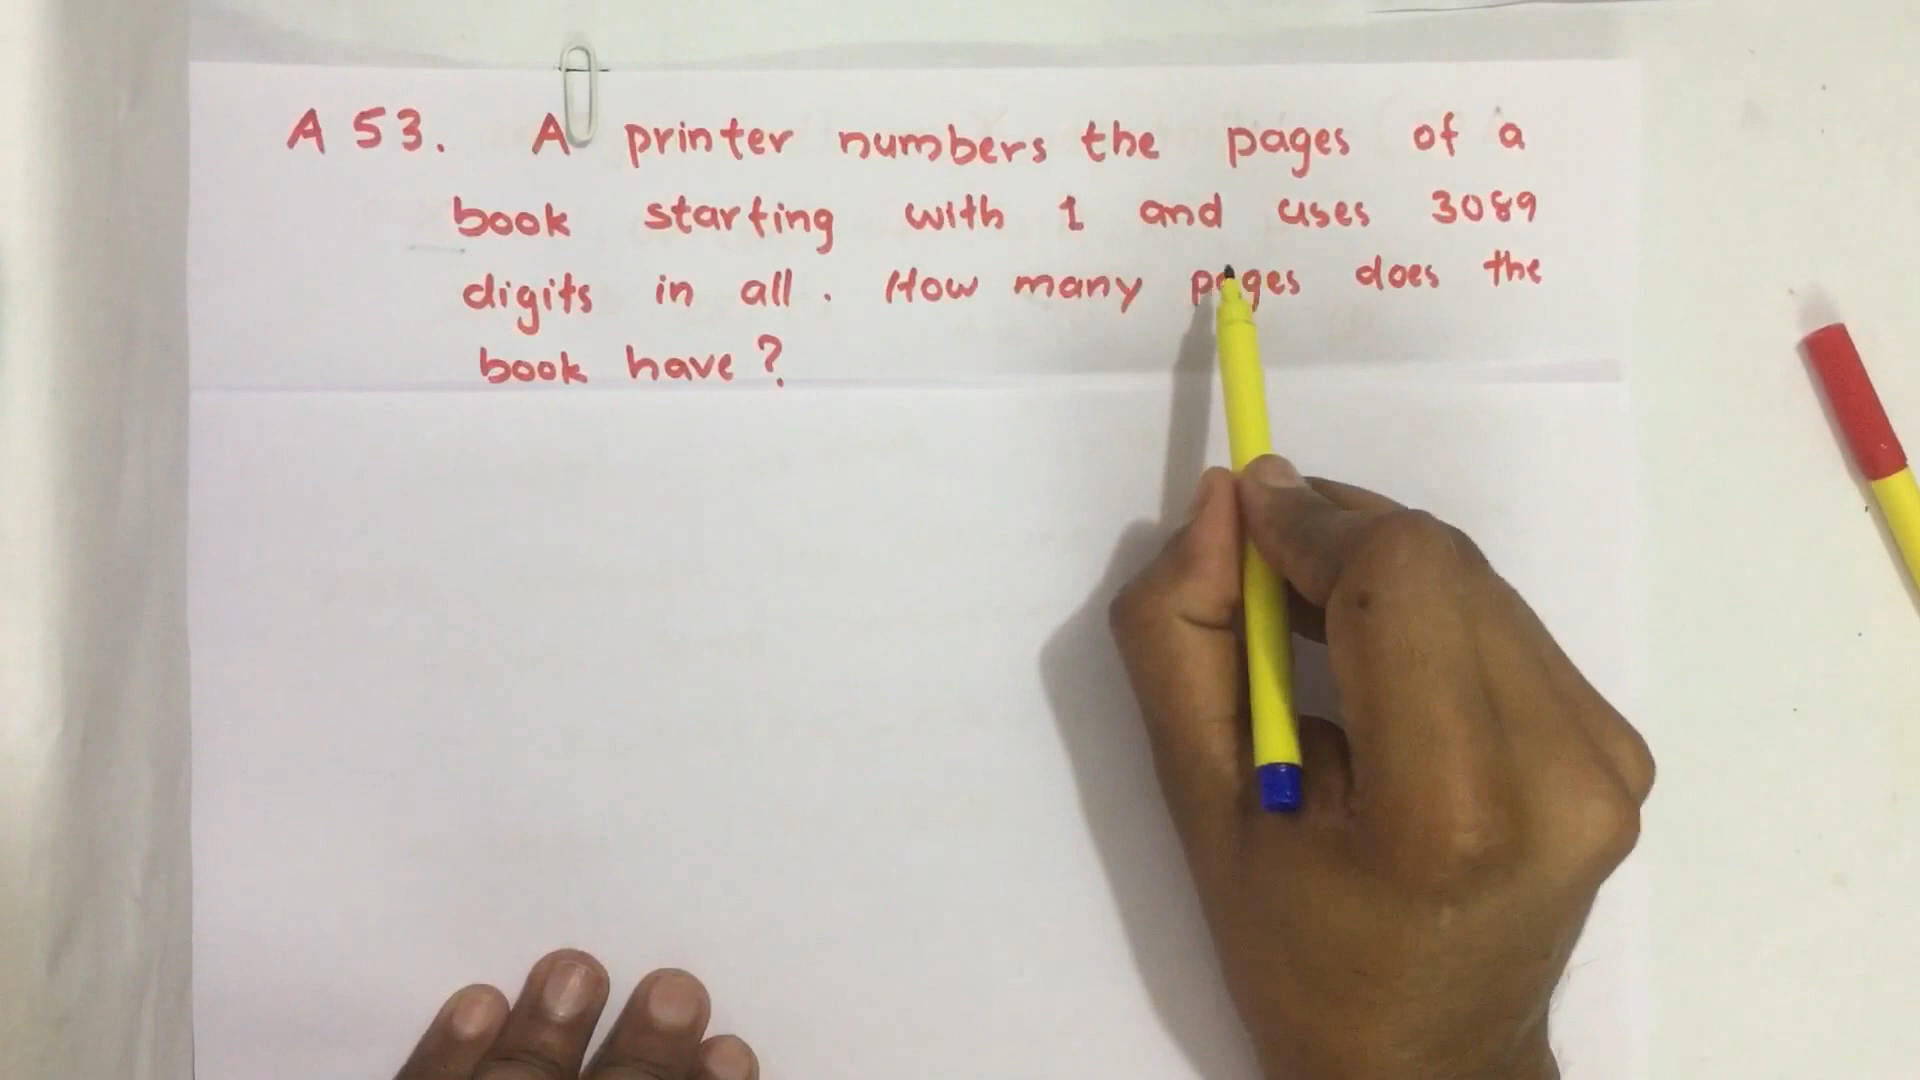 A 53. A printer numbers the pages of a
book starting with 1 and uses 3089
digits in all. How many pages does the
book have?